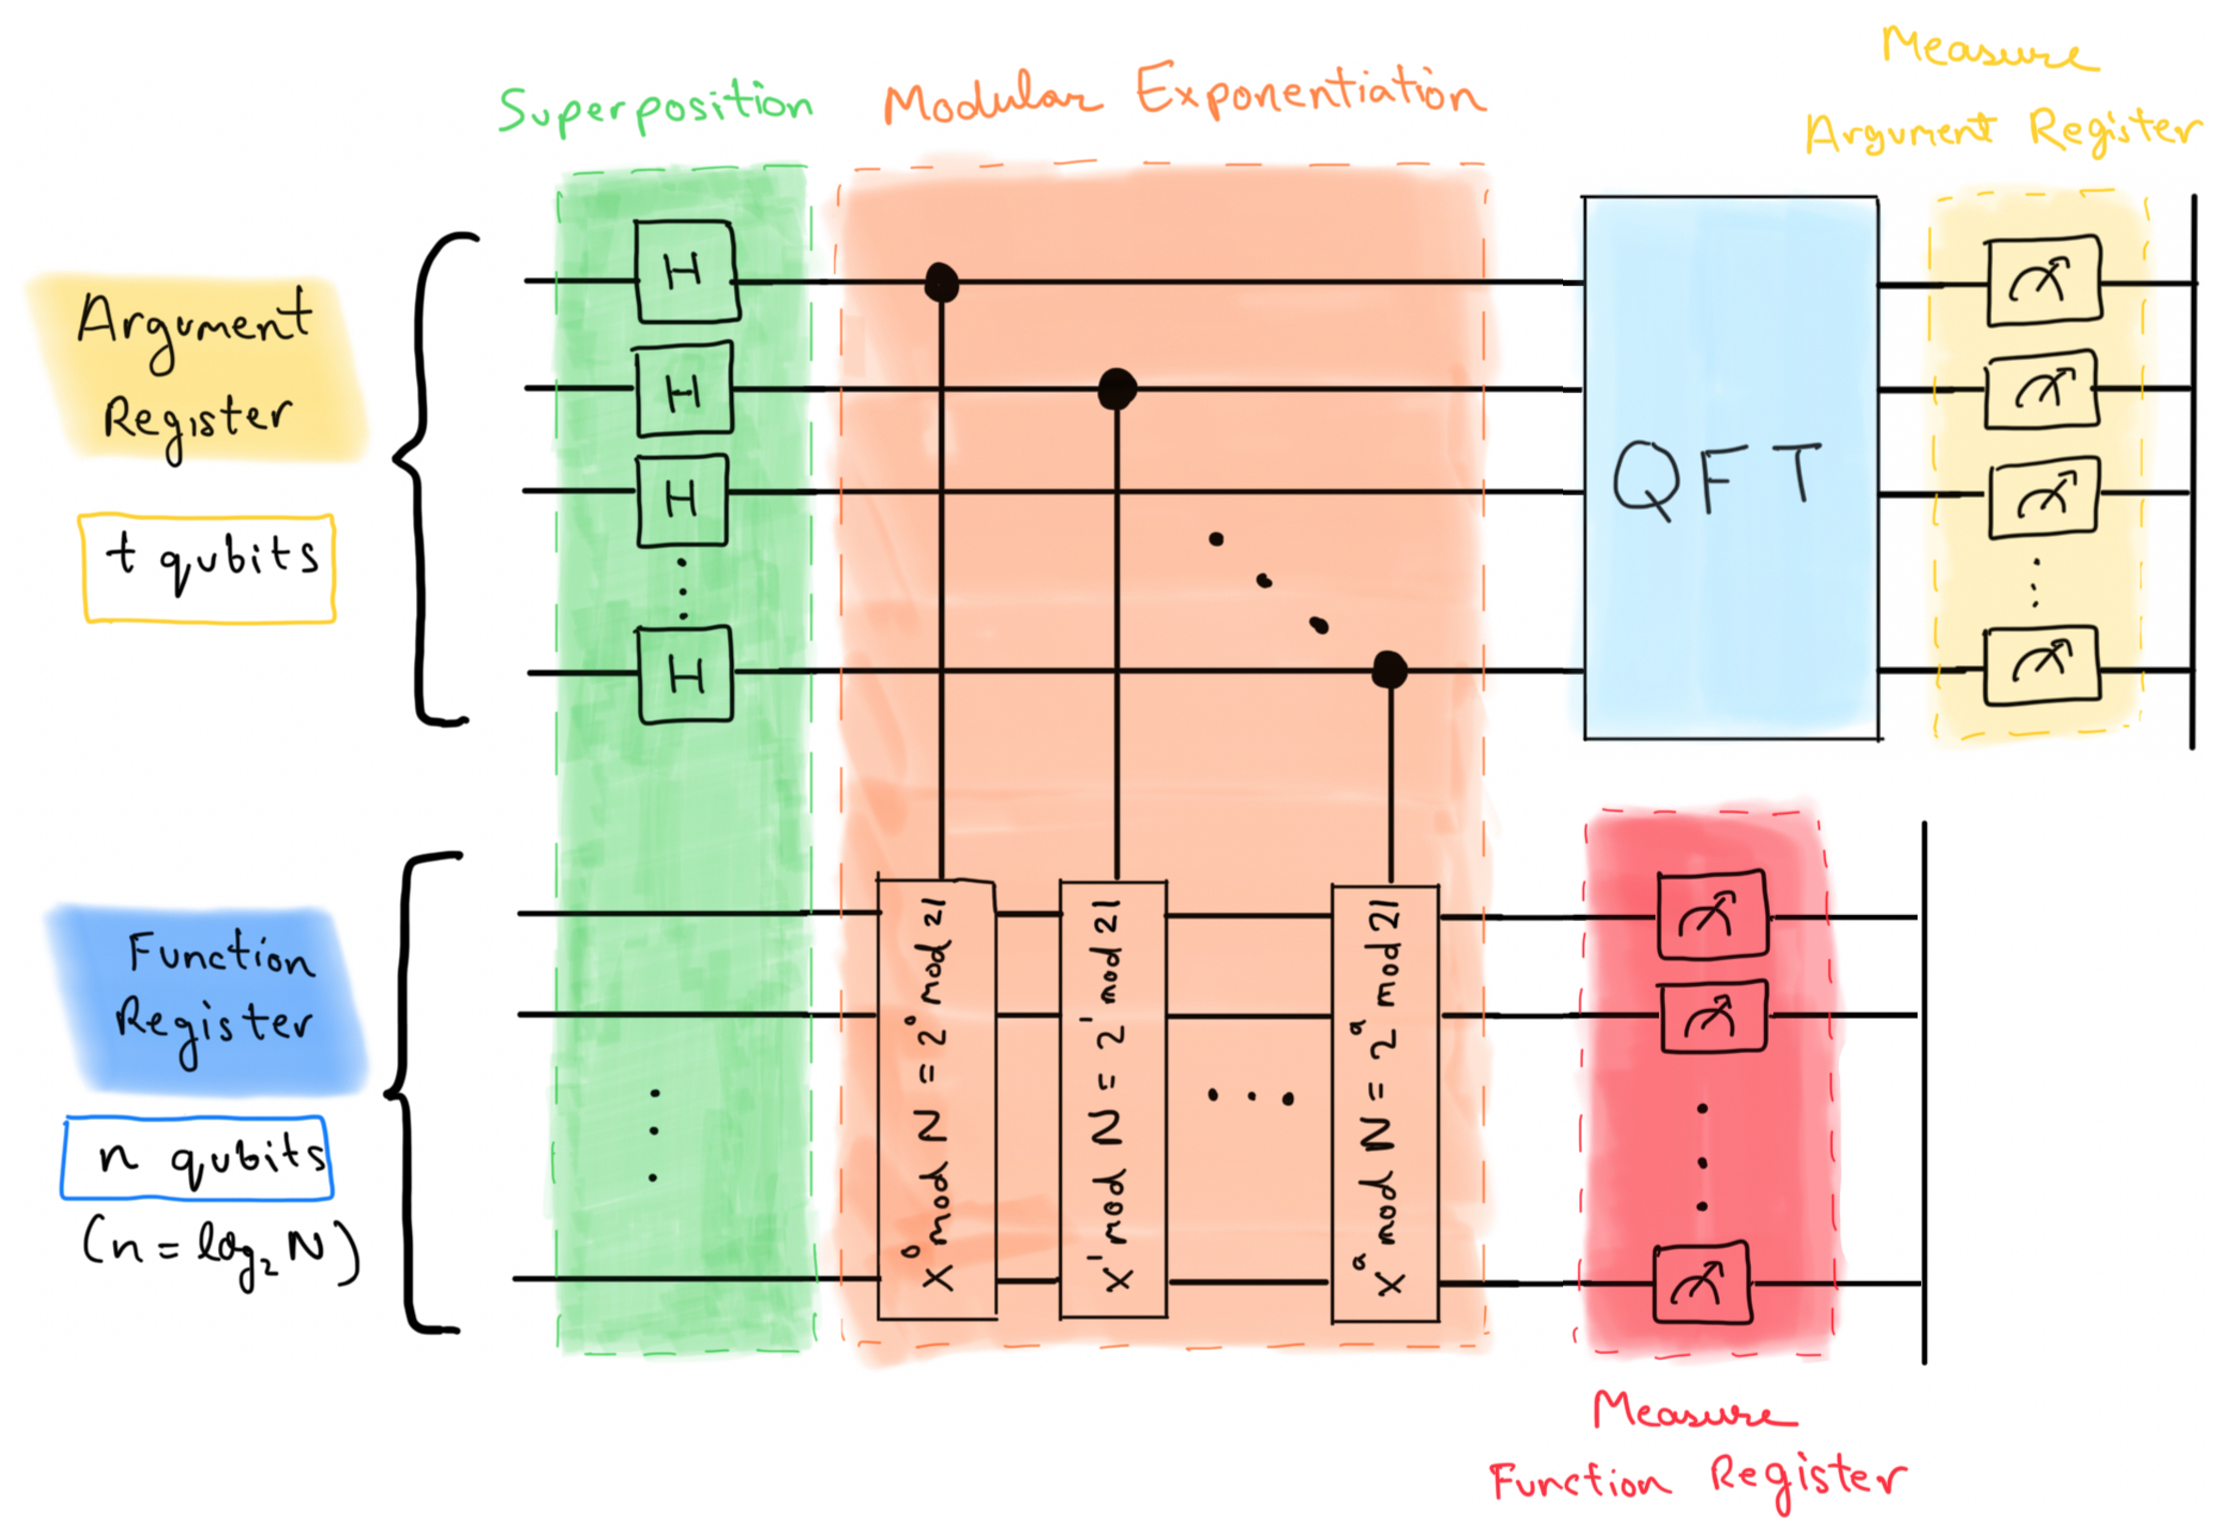 Superposition
Modular Exponentiation
Measure
Argument Register
Argument
Register
t qubits
H
H
H
H
QFT
Function
Register
n qubits
(n = log₂ N)
x⁰ mod N = 2⁰ mod 21
x¹ mod N = 2¹ mod 21
xᵃ mod N = 2ᵃ mod 21
Measure
Function Register